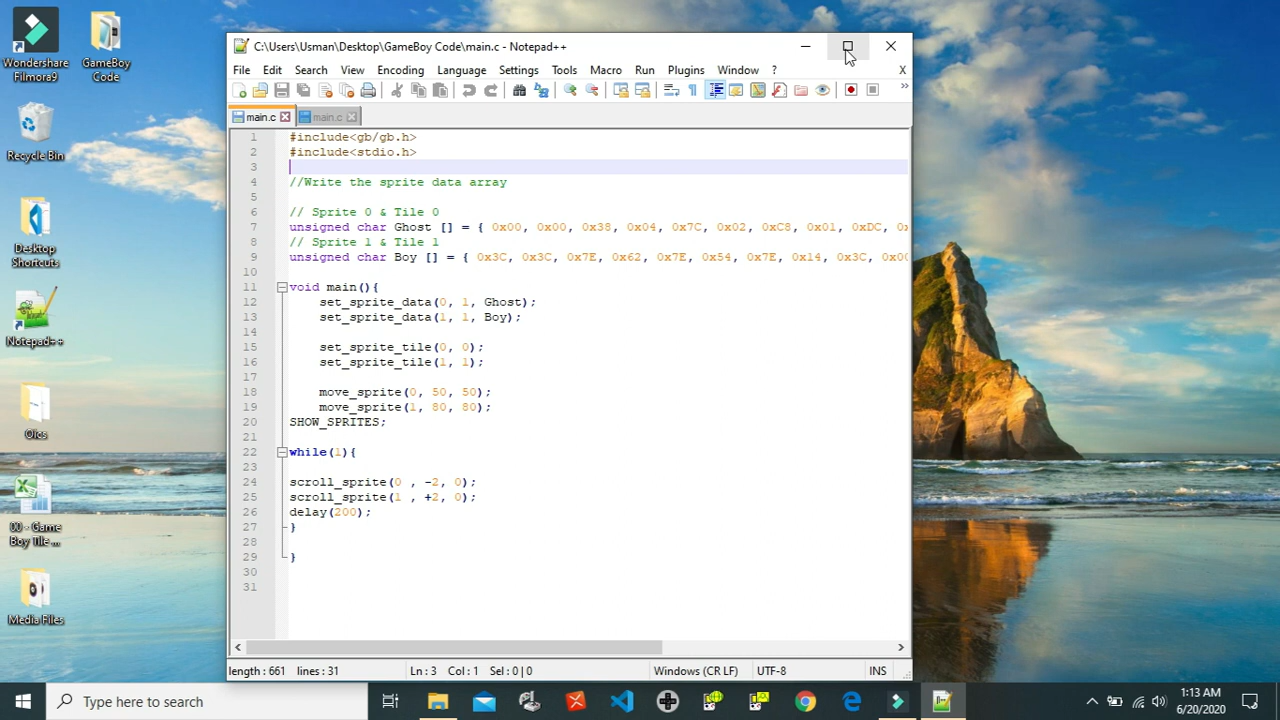 C:\Users\Usman\Desktop\GameBoy Code\main.c - Notepad++
File Edit Search View Encoding Language Settings Tools Macro Run Plugins Window ? X
main.c main.c
1 #include<gb/gb.h>
2 #include<stdio.h>
3
4 //Write the sprite data array
5
6 // Sprite 0 & Tile 0
7 unsigned char Ghost [] = { 0x00, 0x00, 0x38, 0x04, 0x7C, 0x02, 0xC8, 0x01, 0xDC,
8 // Sprite 1 & Tile 1
9 unsigned char Boy [] = { 0x3C, 0x3C, 0x7E, 0x62, 0x7E, 0x54, 0x7E, 0x14, 0x3C,
10
11 void main(){
12 set_sprite_data(0, 1, Ghost);
13 set_sprite_data(1, 1, Boy);
14
15 set_sprite_tile(0, 0);
16 set_sprite_tile(1, 1);
17
18 move_sprite(0, 50, 50);
19 move_sprite(1, 80, 80);
20 SHOW_SPRITES;
21
22 while(1){
23
24 scroll_sprite(0 , -2, 0);
25 scroll_sprite(1 , +2, 0);
26 delay(200);
27 }
28
29 }
30
31
length : 661 lines : 31 Ln : 3 Col : 1 Sel : 0 | 0 Windows (CR LF) UTF-8 INS
Wondershare
Filmora9
GameBoy
Code
Recycle Bin
Desktop
Shortcuts
Notepad++
Oios
00 - Game
Boy Tile ...
Media Files
Type here to search
1:13 AM
6/20/2020